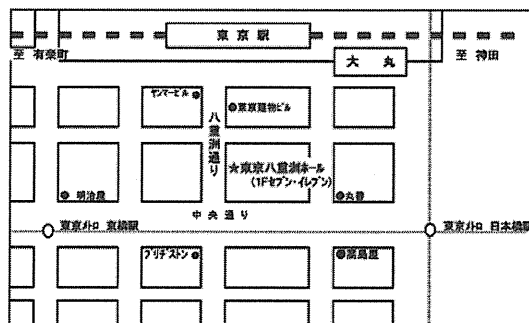 東京駅
至 有楽町
大丸
至 神田
ヤンマービル
東京建物ビル
八重洲通り
★東京八重洲ホール
(1Fセブン・イレブン)
明治屋
丸善
中央通り
東京メトロ 京橋駅
東京メトロ 日本橋駅
ブリヂストン
高島屋